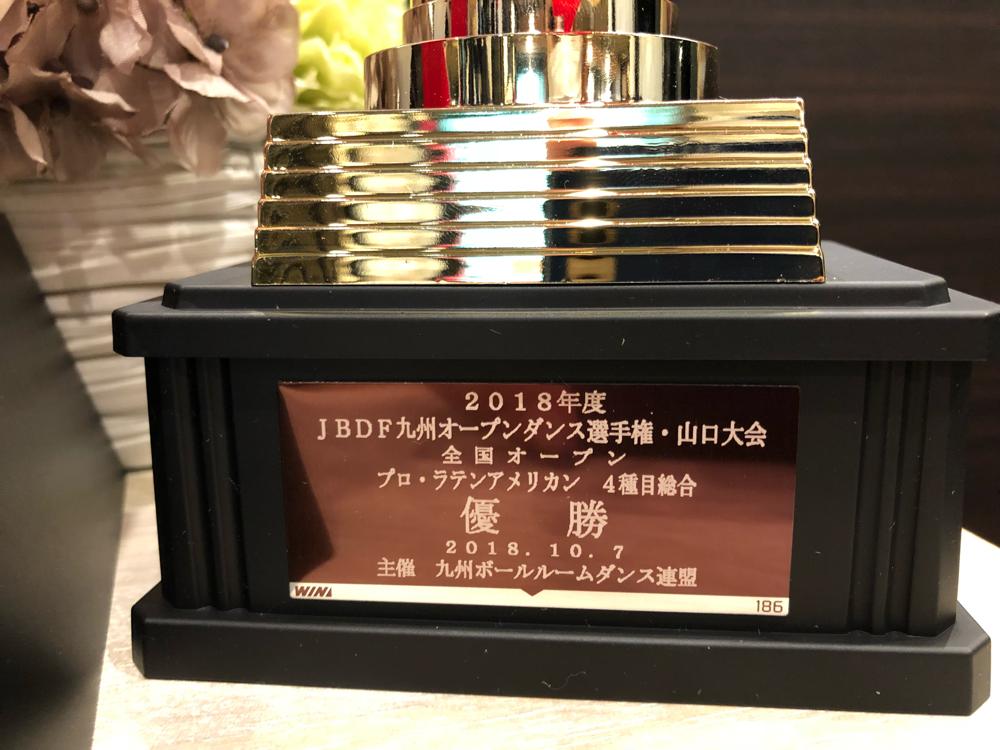 2018年度
JBDF九州オープンダンス選手権・山口大会
全国オープン
プロ・ラテンアメリカン 4種目総合
優 勝
2018.10.7
主催 九州ボールルームダンス連盟
WIN
186